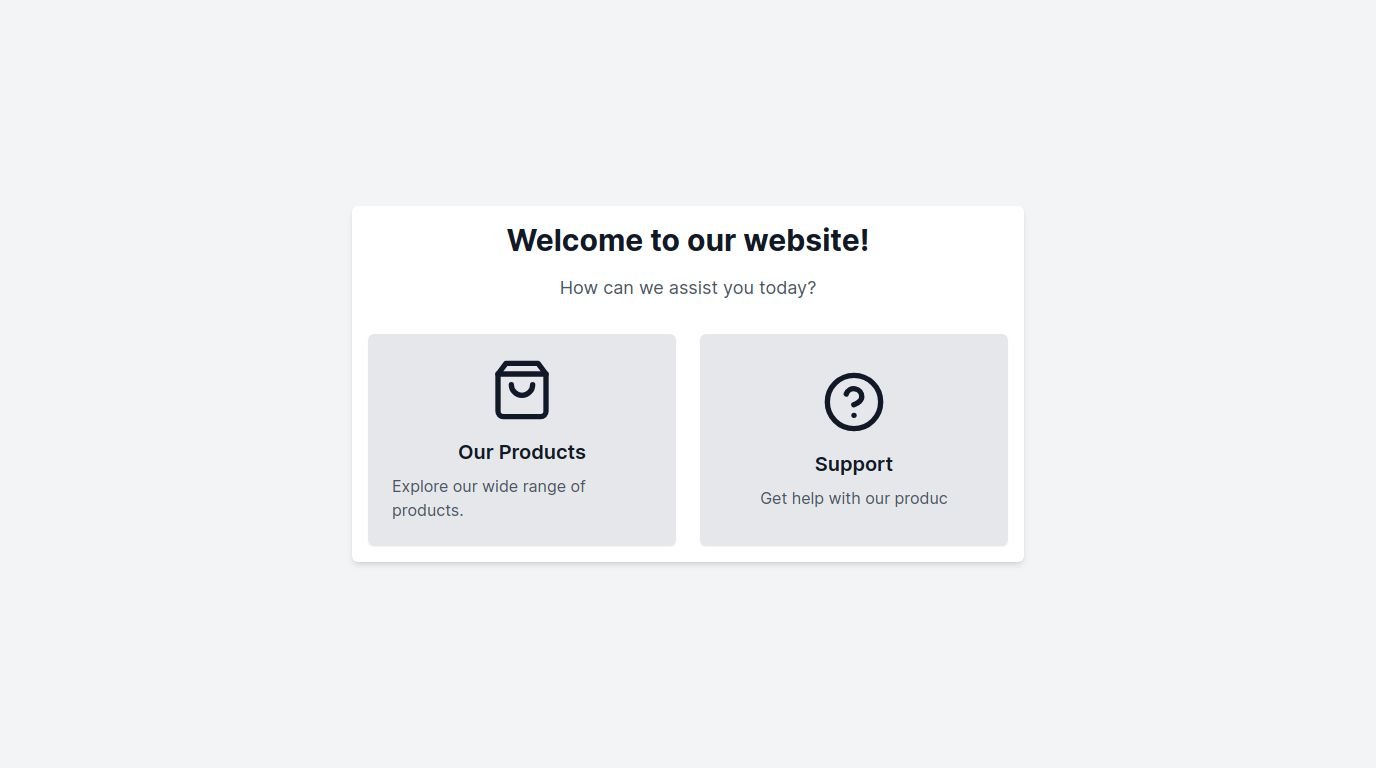 Welcome to our website!
How can we assist you today?
Our Products
Explore our wide range of
products.
Support
Get help with our produc